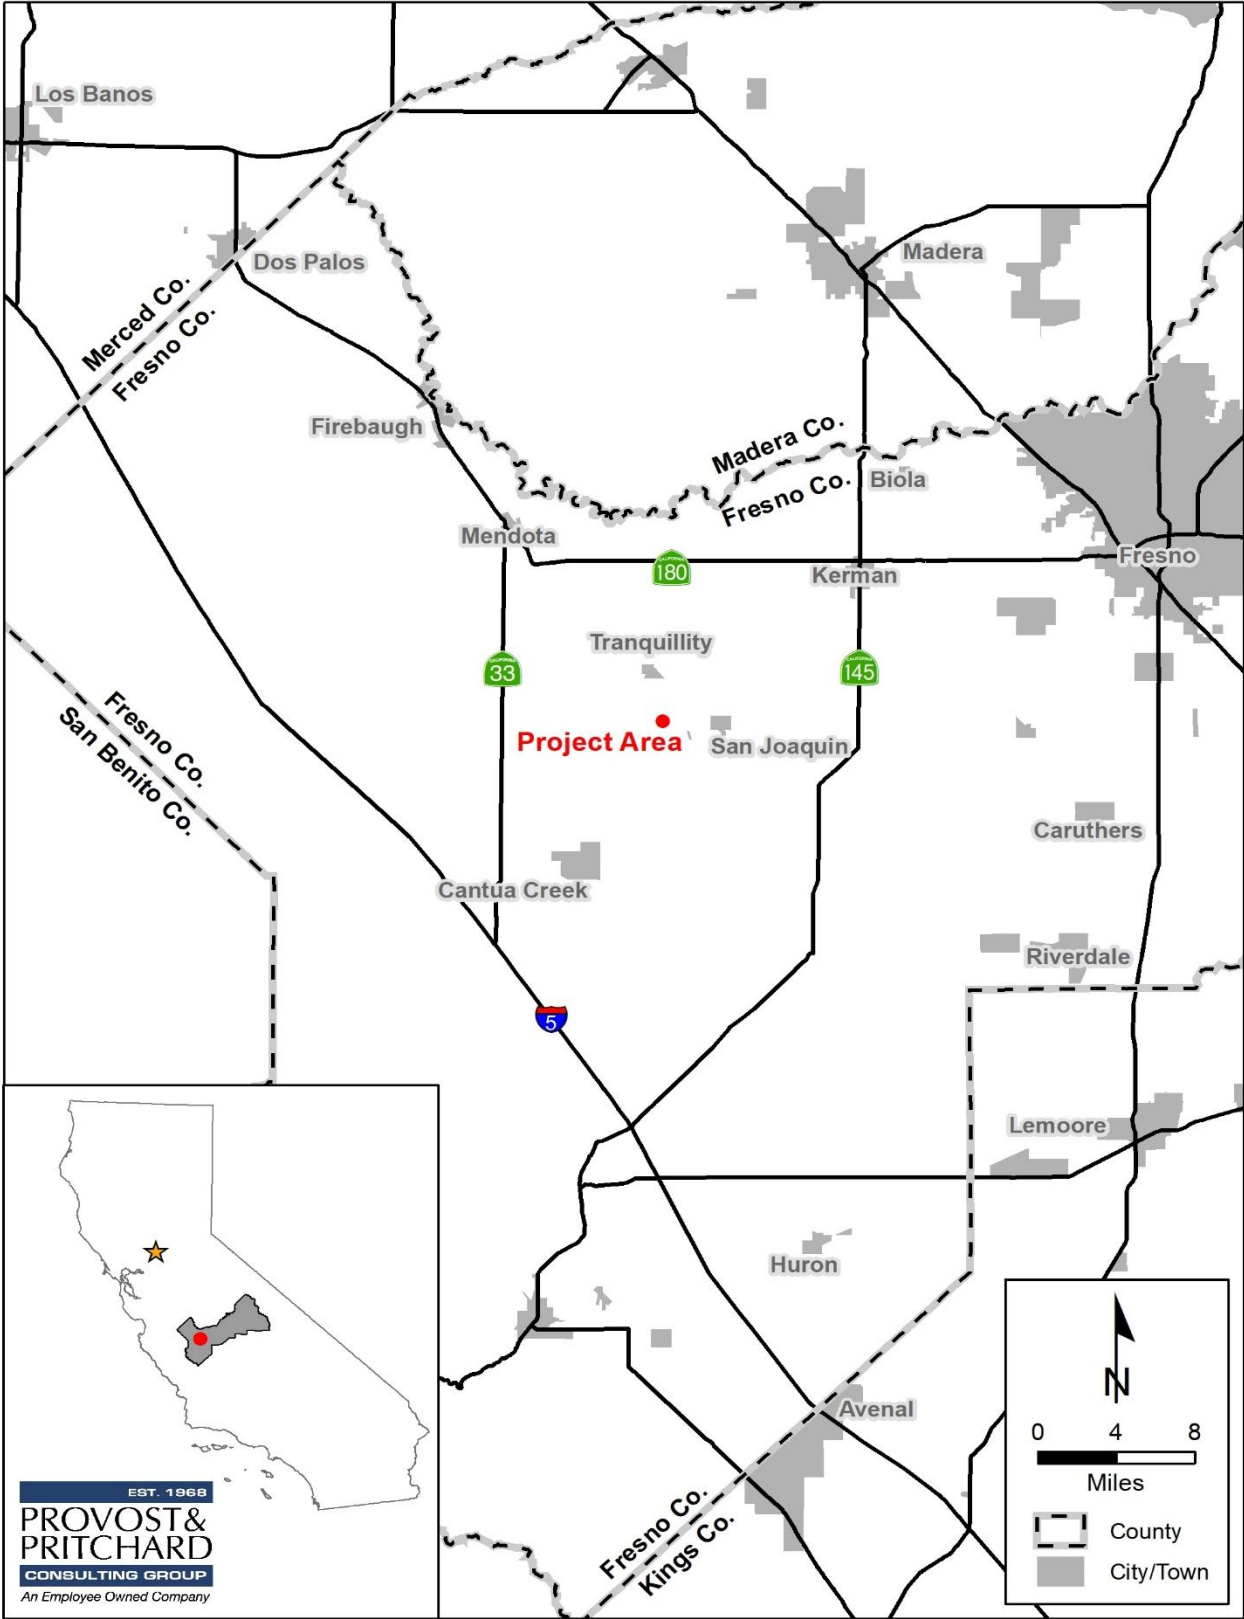 Los Banos
Madera
Dos Palos
Merced Co.
Fresno Co.
Firebaugh
Madera Co.
Fresno Co.
Biola
Mendota
Fresno
CALIFORNIA
180
Kerman
Tranquillity
CALIFORNIA
33
CALIFORNIA
145
Fresno Co.
San Benito Co.
Project Area
San Joaquin
Caruthers
Cantua Creek
Riverdale
5
Lemoore
Huron
Avenal
Fresno Co.
Kings Co.
N
0 4 8
Miles
County
City/Town
EST. 1968
PROVOST&
PRITCHARD
CONSULTING GROUP
An Employee Owned Company